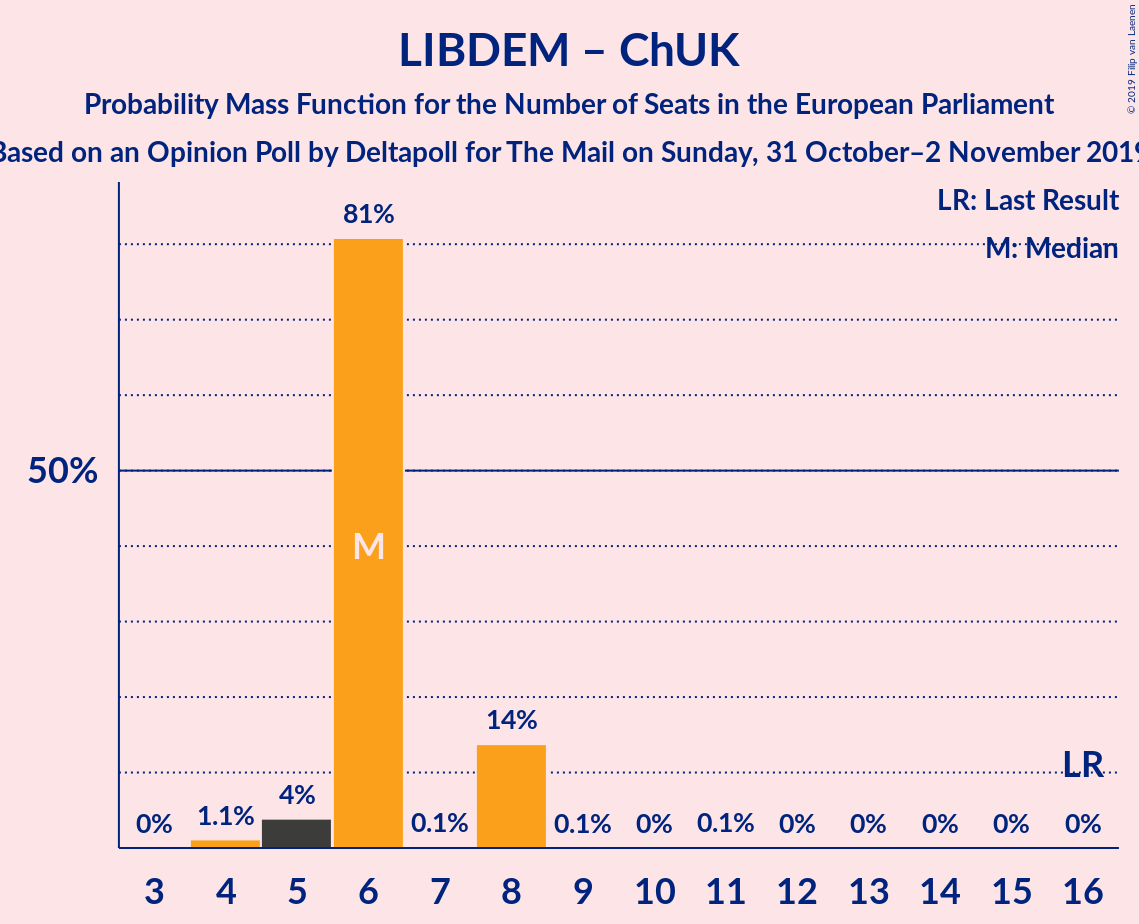 LIBDEM – ChUK
Probability Mass Function for the Number of Seats in the European Parliament
Based on an Opinion Poll by Deltapoll for The Mail on Sunday, 31 October–2 November 2019
© 2019 Filip van Laenen
LR: Last Result
M: Median
81%
50%
M
14%
LR
4%
0% 1.1% 0.1% 0.1% 0% 0.1% 0% 0% 0% 0% 0%
3 4 5 6 7 8 9 10 11 12 13 14 15 16